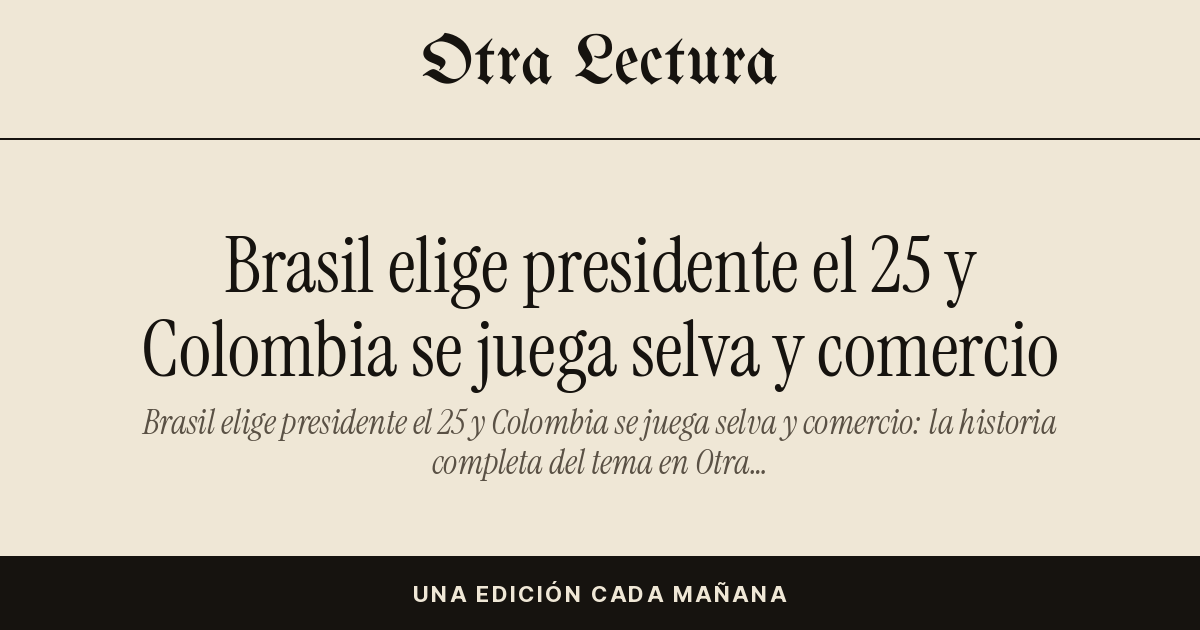 Otra Lectura
Brasil elige presidente el 25 y
Colombia se juega selva y comercio
Brasil elige presidente el 25 y Colombia se juega selva y comercio: la historia
completa del tema en Otra...
UNA EDICIÓN CADA MAÑANA